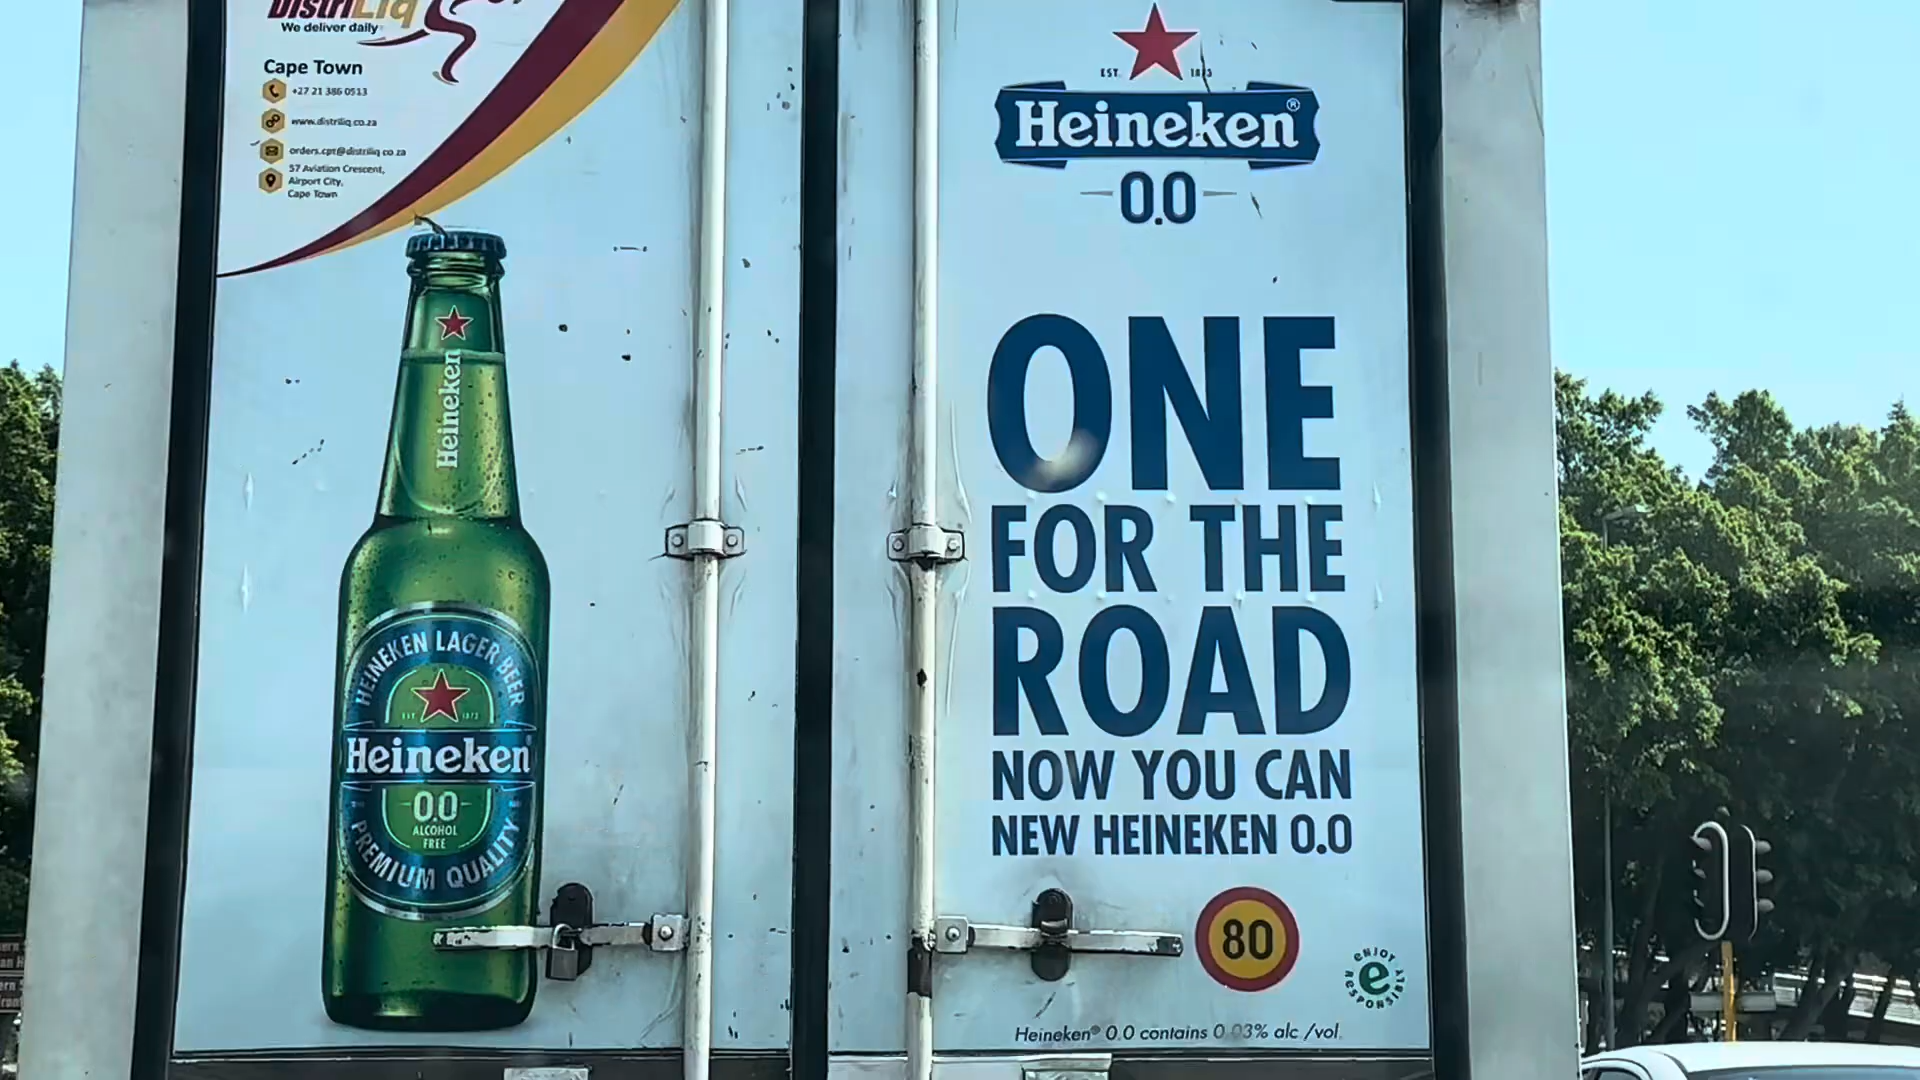 DistriLiq
We deliver daily
Cape Town
+27 21 386 0513
www.distriliq.co.za
orders.cpt@distriliq.co.za
57 Aviation Crescent,
Airport City,
Cape Town
Heineken
HEINEKEN LAGER BEER
EST 1873
Heineken
0.0
ALCOHOL
FREE
PREMIUM QUALITY
EST. 1873
Heineken®
0.0
ONE
FOR THE
ROAD
NOW YOU CAN
NEW HEINEKEN 0.0
80
ENJOY
e
RESPONSIBLY
Heineken® 0.0 contains 0.03% alc /vol.